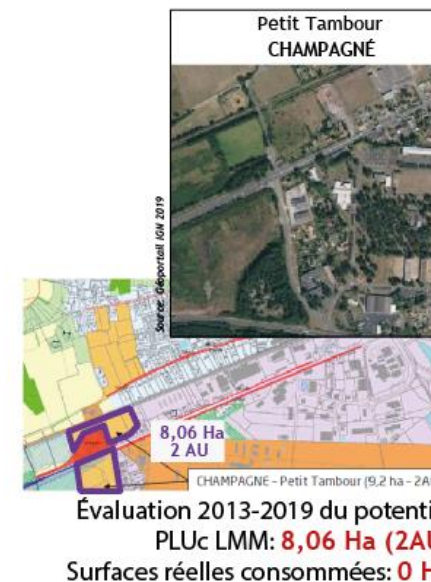 Petit Tambour
CHAMPAGNÉ
Source: Géoportail IGN 2019
8,06 Ha
2 AU
CHAMPAGNE - Petit Tambour (9,2 ha - 2AU
Évaluation 2013-2019 du potenti
PLUc LMM: 8,06 Ha (2AU
Surfaces réelles consommées: 0 H